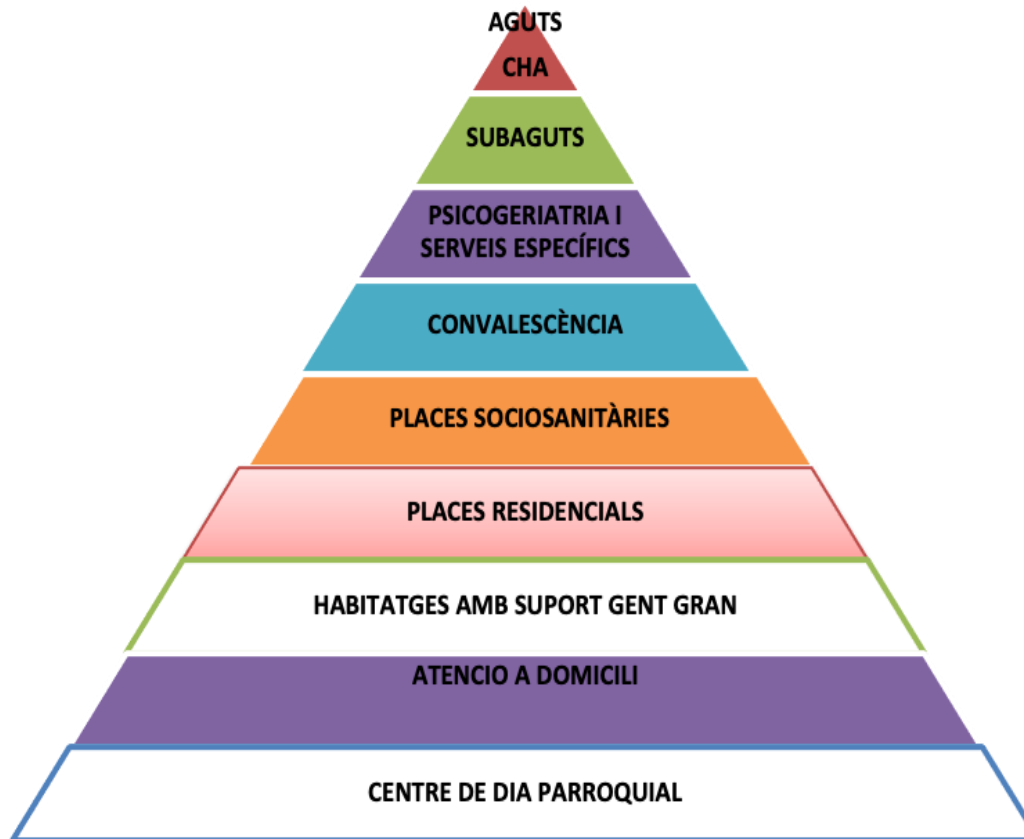 AGUTS
CHA
SUBAGUTS
PSICOGERIATRIA I
SERVEIS ESPECÍFICS
CONVALESCÈNCIA
PLACES SOCIOSANITÀRIES
PLACES RESIDENCIALS
HABITATGES AMB SUPORT GENT GRAN
ATENCIO A DOMICILI
CENTRE DE DIA PARROQUIAL